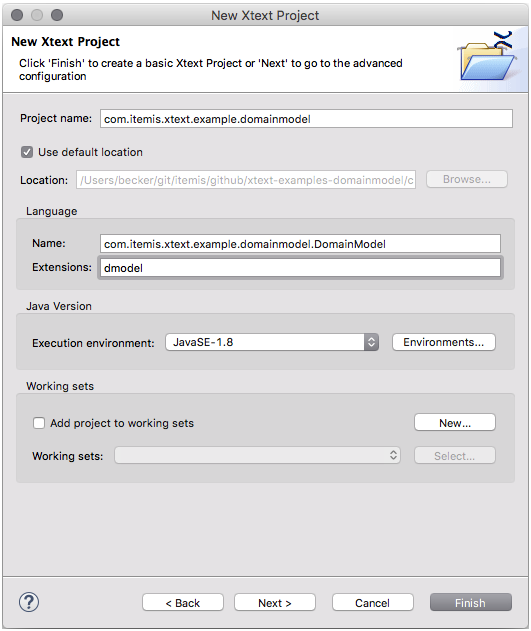 New Xtext Project
New Xtext Project
Click 'Finish' to create a basic Xtext Project or 'Next' to go to the advanced
configuration
Project name: com.itemis.xtext.example.domainmodel
Use default location
Location: /Users/becker/git/itemis/github/xtext-examples-domainmodel/c Browse...
Language
Name: com.itemis.xtext.example.domainmodel.DomainModel
Extensions: dmodel
Java Version
Execution environment: JavaSE-1.8 Environments...
Working sets
Add project to working sets New...
Working sets: Select...
? < Back Next > Cancel Finish